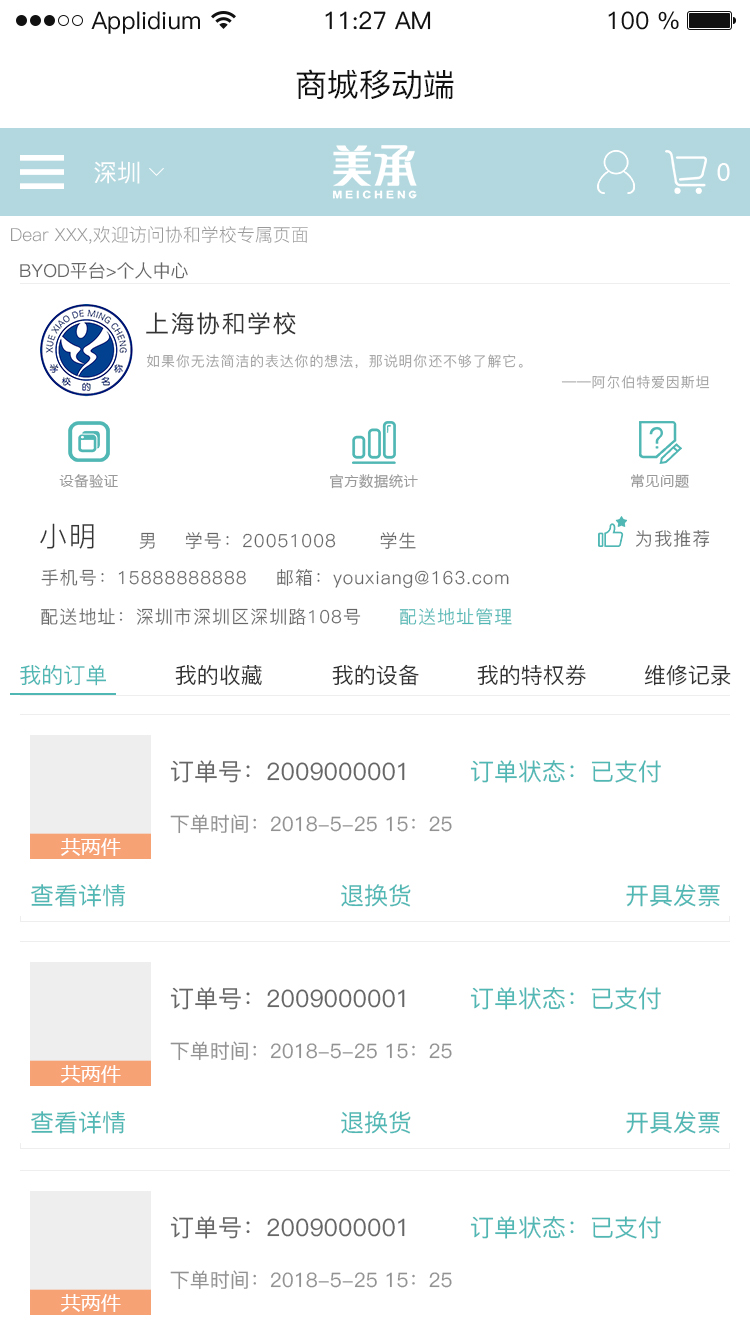 Applidium 11:27 AM 100 %
商城移动端
深圳 美承 0
MEICHENG
Dear XXX,欢迎访问协和学校专属页面
BYOD平台>个人中心
XUE XIAO DE MING CHENG
学校的名称
上海协和学校
如果你无法简洁的表达你的想法，那说明你还不够了解它。
——阿尔伯特爱因斯坦
设备验证 官方数据统计 常见问题
小明 男 学号：20051008 学生 为我推荐
手机号：15888888888 邮箱：youxiang@163.com
配送地址：深圳市深圳区深圳路108号 配送地址管理
我的订单 我的收藏 我的设备 我的特权券 维修记录
订单号：2009000001 订单状态：已支付
下单时间：2018-5-25 15：25
共两件
查看详情 退换货 开具发票
订单号：2009000001 订单状态：已支付
下单时间：2018-5-25 15：25
共两件
查看详情 退换货 开具发票
订单号：2009000001 订单状态：已支付
下单时间：2018-5-25 15：25
共两件